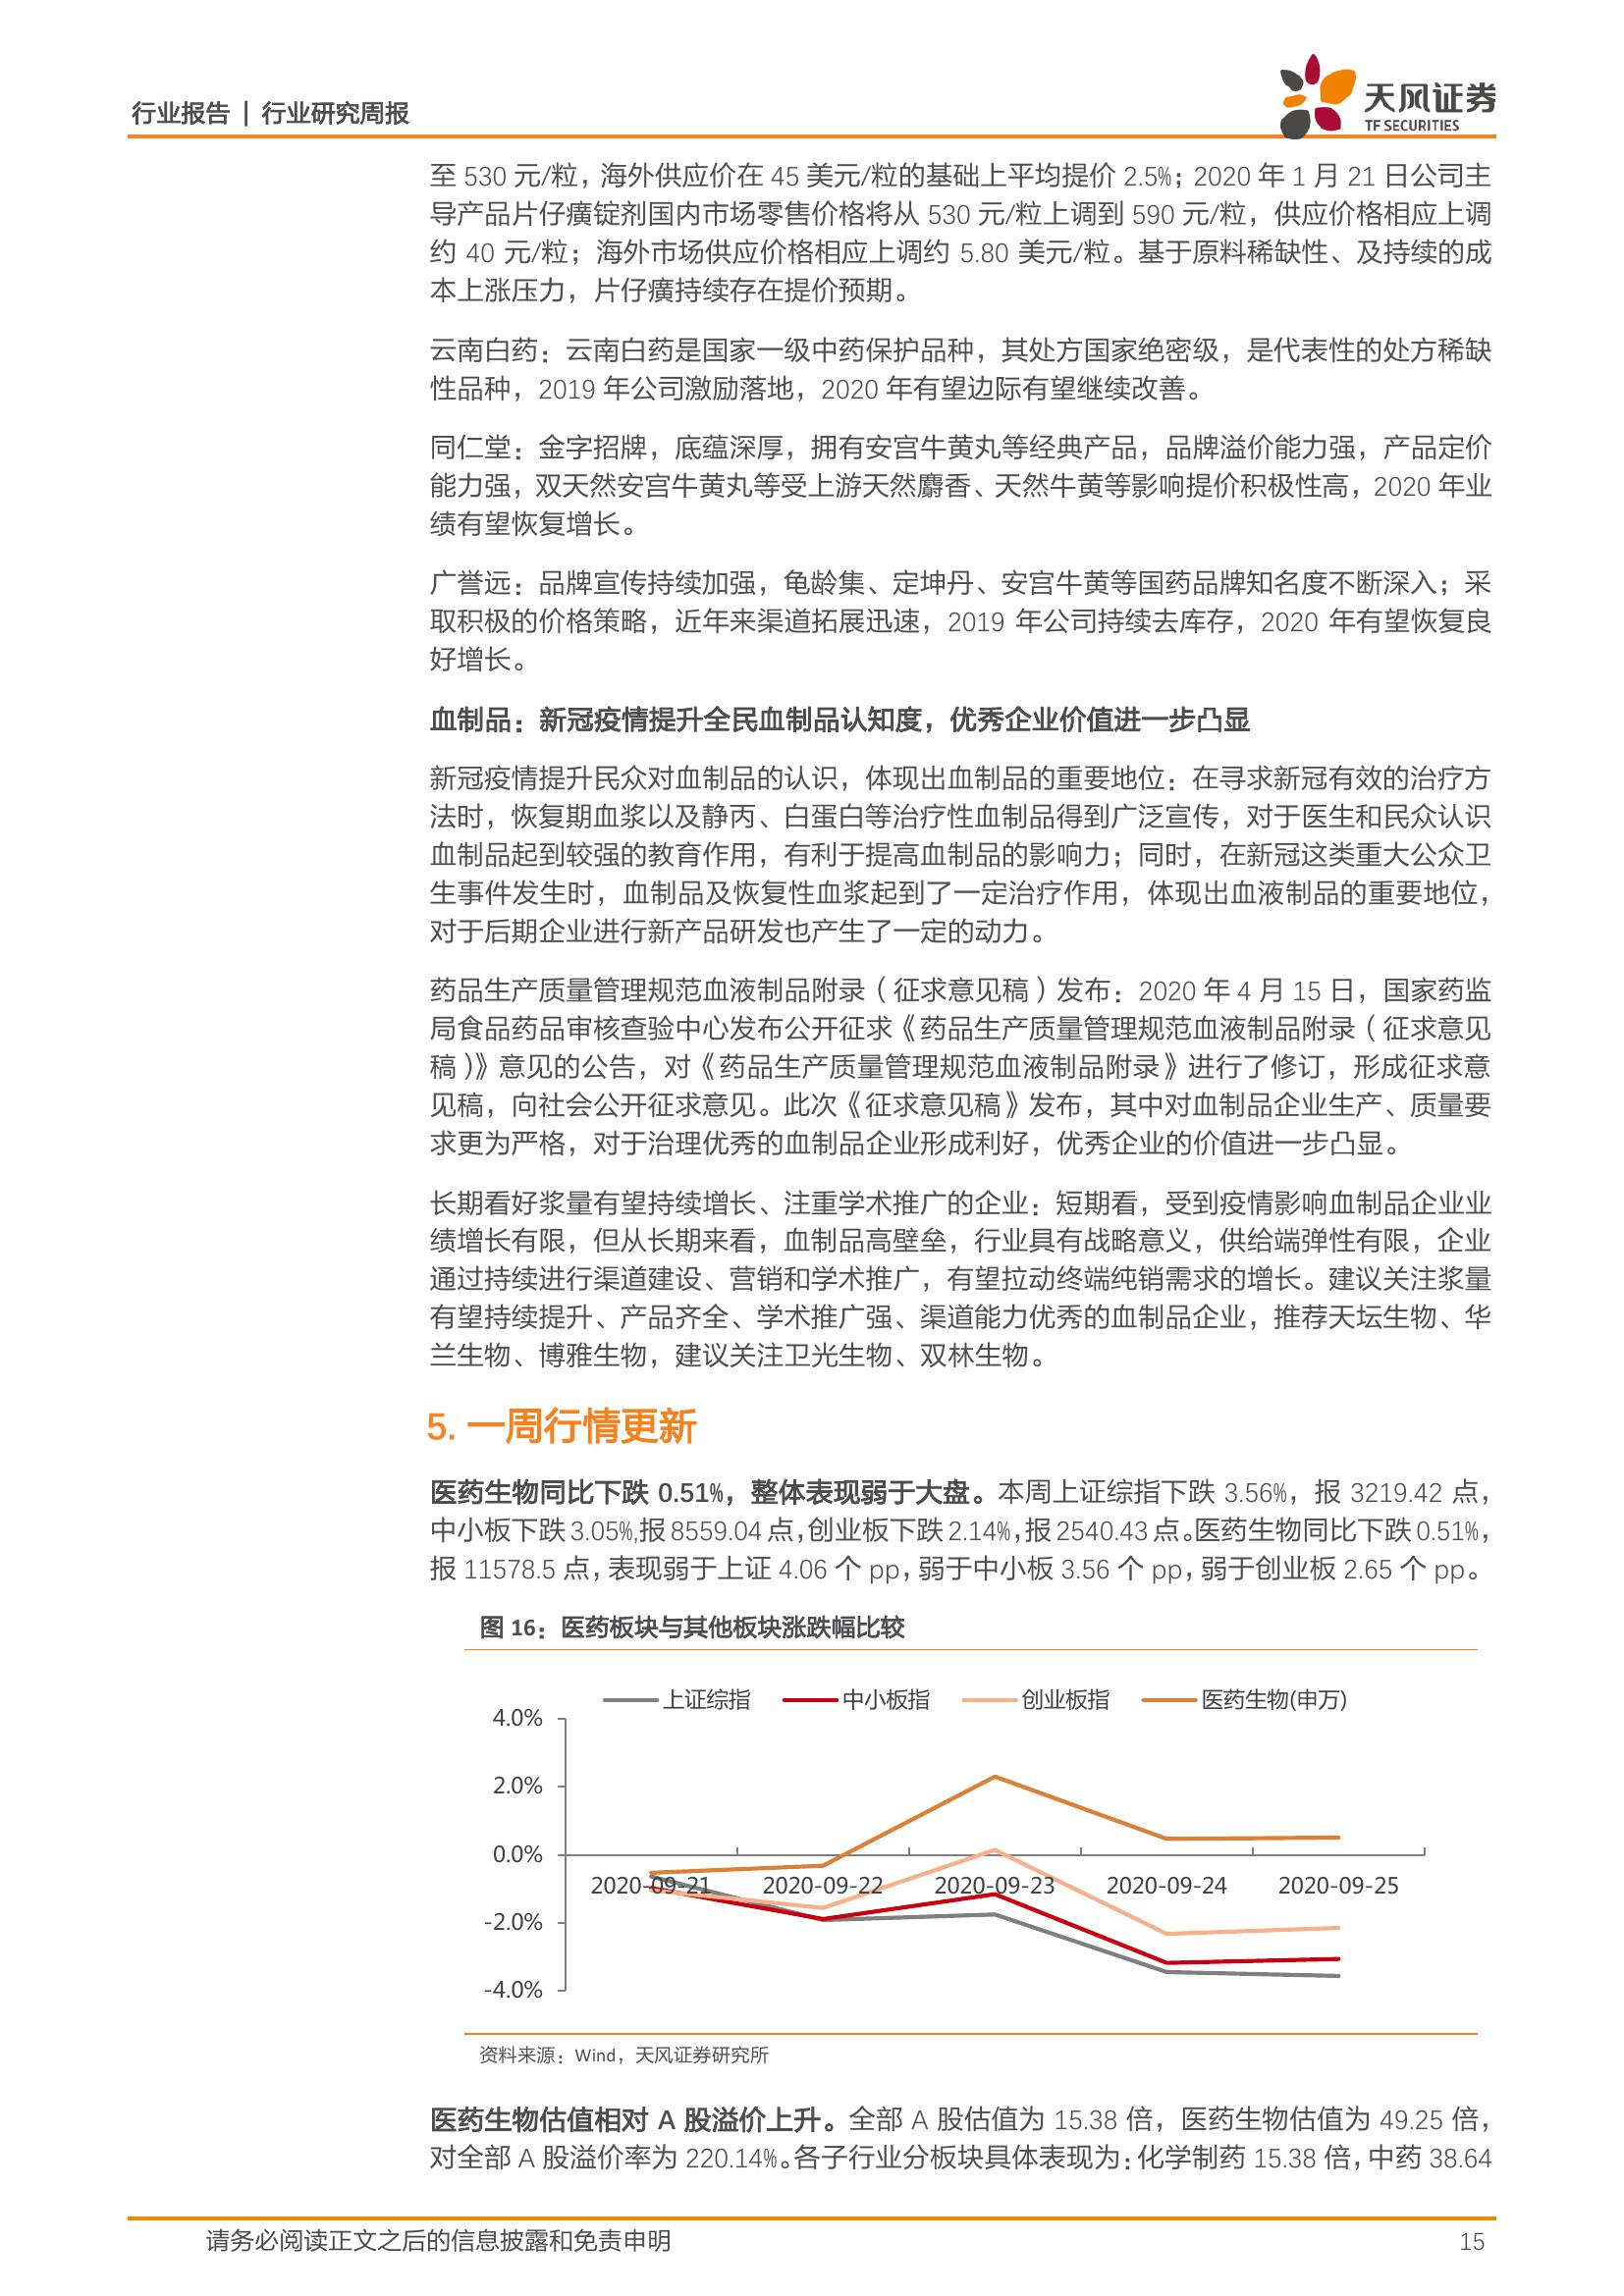 行业报告 | 行业研究周报
天风证券
TF SECURITIES
至 530 元/粒，海外供应价在 45 美元/粒的基础上平均提价 2.5%；2020 年 1 月 21 日公司主
导产品片仔癀锭剂国内市场零售价格将从 530 元/粒上调到 590 元/粒，供应价格相应上调
约 40 元/粒；海外市场供应价格相应上调约 5.80 美元/粒。基于原料稀缺性、及持续的成
本上涨压力，片仔癀持续存在提价预期。
云南白药：云南白药是国家一级中药保护品种，其处方国家绝密级，是代表性的处方稀缺
性品种，2019 年公司激励落地，2020 年有望边际有望继续改善。
同仁堂：金字招牌，底蕴深厚，拥有安宫牛黄丸等经典产品，品牌溢价能力强，产品定价
能力强，双天然安宫牛黄丸等受上游天然麝香、天然牛黄等影响提价积极性高，2020 年业
绩有望恢复增长。
广誉远：品牌宣传持续加强，龟龄集、定坤丹、安宫牛黄等国药品牌知名度不断深入；采
取积极的价格策略，近年来渠道拓展迅速，2019 年公司持续去库存，2020 年有望恢复良
好增长。
血制品：新冠疫情提升全民血制品认知度，优秀企业价值进一步凸显
新冠疫情提升民众对血制品的认识，体现出血制品的重要地位：在寻求新冠有效的治疗方
法时，恢复期血浆以及静丙、白蛋白等治疗性血制品得到广泛宣传，对于医生和民众认识
血制品起到较强的教育作用，有利于提高血制品的影响力；同时，在新冠这类重大公众卫
生事件发生时，血制品及恢复性血浆起到了一定治疗作用，体现出血液制品的重要地位，
对于后期企业进行新产品研发也产生了一定的动力。
药品生产质量管理规范血液制品附录（征求意见稿）发布：2020 年 4 月 15 日，国家药监
局食品药品审核查验中心发布公开征求《药品生产质量管理规范血液制品附录（征求意见
稿）》意见的公告，对《药品生产质量管理规范血液制品附录》进行了修订，形成征求意
见稿，向社会公开征求意见。此次《征求意见稿》发布，其中对血制品企业生产、质量要
求更为严格，对于治理优秀的血制品企业形成利好，优秀企业的价值进一步凸显。
长期看好浆量有望持续增长、注重学术推广的企业：短期看，受到疫情影响血制品企业业
绩增长有限，但从长期来看，血制品高壁垒，行业具有战略意义，供给端弹性有限，企业
通过持续进行渠道建设、营销和学术推广，有望拉动终端纯销需求的增长。建议关注浆量
有望持续提升、产品齐全、学术推广强、渠道能力优秀的血制品企业，推荐天坛生物、华
兰生物、博雅生物，建议关注卫光生物、双林生物。
5. 一周行情更新
医药生物同比下跌 0.51%，整体表现弱于大盘。本周上证综指下跌 3.56%，报 3219.42 点，
中小板下跌 3.05%,报 8559.04 点，创业板下跌 2.14%，报 2540.43 点。医药生物同比下跌 0.51%，
报 11578.5 点，表现弱于上证 4.06 个 pp，弱于中小板 3.56 个 pp，弱于创业板 2.65 个 pp。
图 16：医药板块与其他板块涨跌幅比较
上证综指 中小板指 创业板指 医药生物(申万)
4.0%
2.0%
0.0%
2020-09-21 2020-09-22 2020-09-23 2020-09-24 2020-09-25
-2.0%
-4.0%
资料来源：Wind，天风证券研究所
医药生物估值相对 A 股溢价上升。全部 A 股估值为 15.38 倍，医药生物估值为 49.25 倍，
对全部 A 股溢价率为 220.14%。各子行业分板块具体表现为：化学制药 15.38 倍，中药 38.64
请务必阅读正文之后的信息披露和免责申明
15